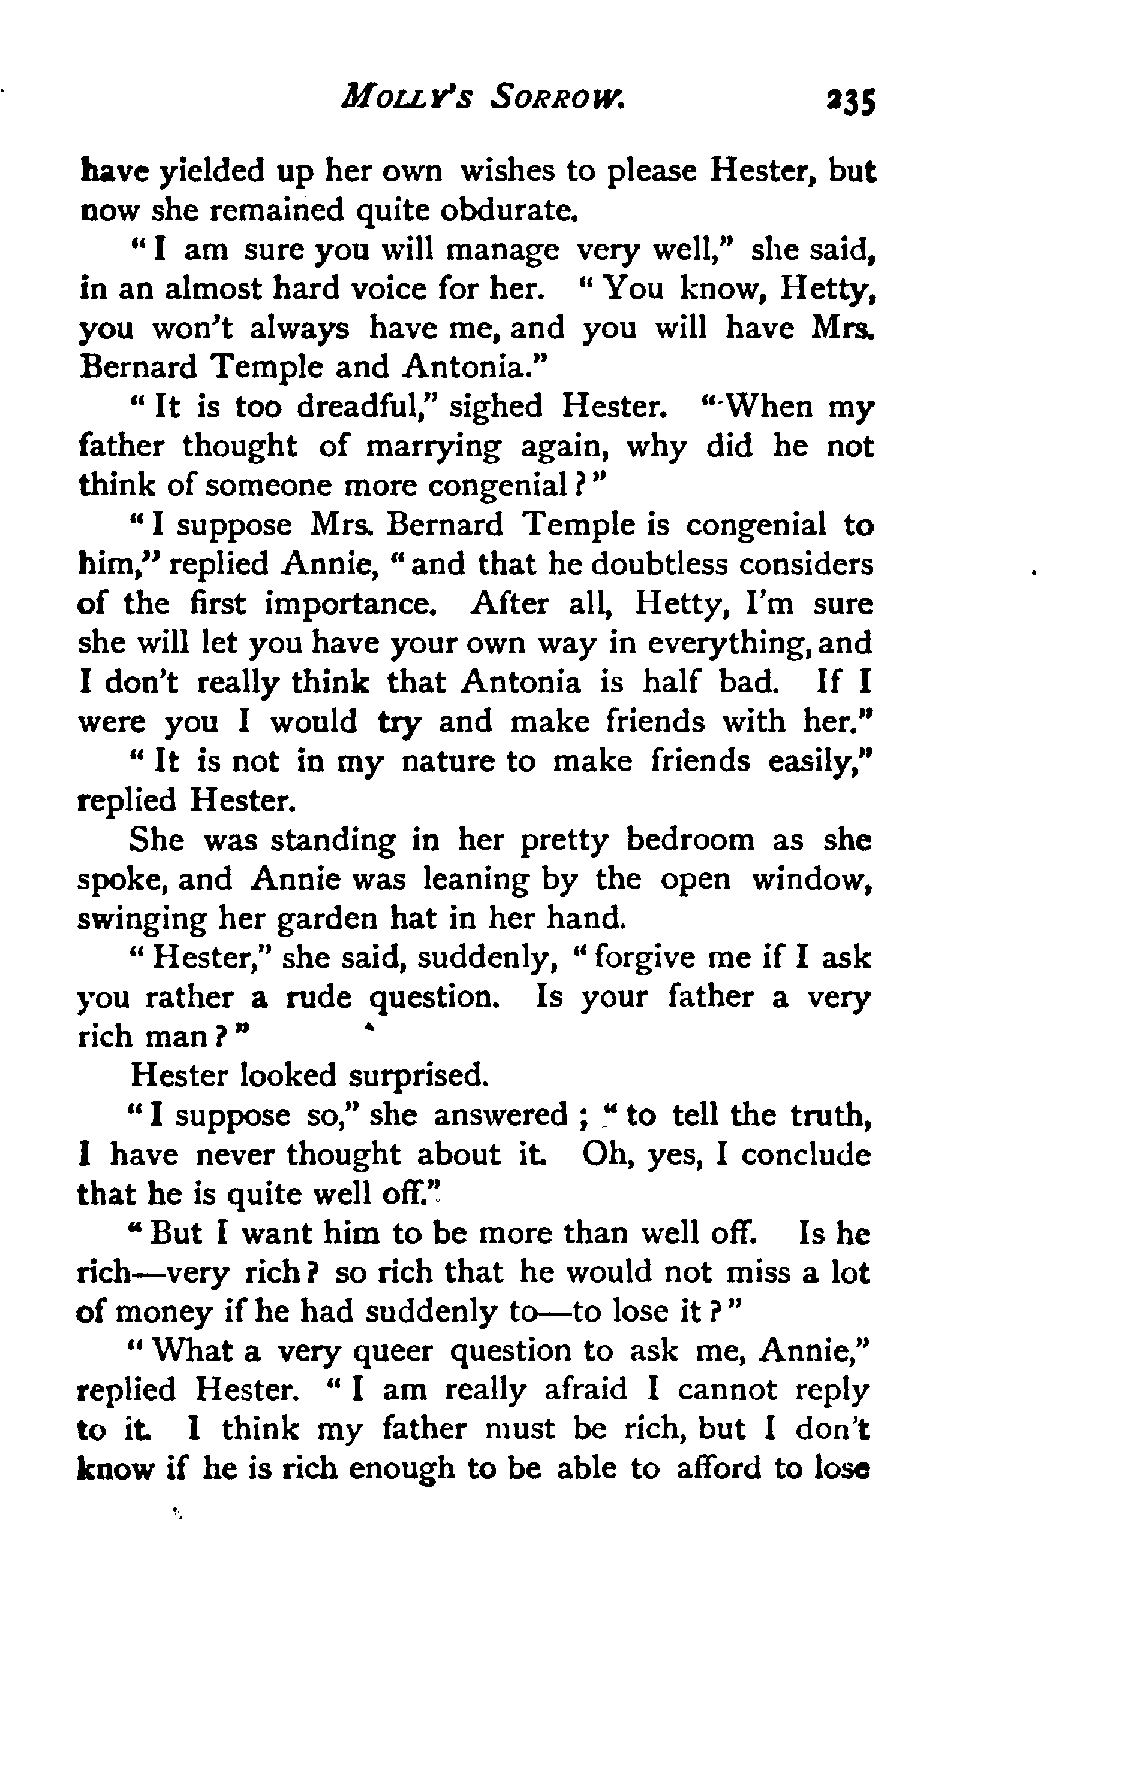 MOLLY'S SORROW. 235
have yielded up her own wishes to please Hester, but
now she remained quite obdurate.
"I am sure you will manage very well," she said,
in an almost hard voice for her. "You know, Hetty,
you won't always have me, and you will have Mrs.
Bernard Temple and Antonia."
"It is too dreadful," sighed Hester. "When my
father thought of marrying again, why did he not
think of someone more congenial?"
"I suppose Mrs. Bernard Temple is congenial to
him," replied Annie, "and that he doubtless considers
of the first importance. After all, Hetty, I'm sure
she will let you have your own way in everything, and
I don't really think that Antonia is half bad. If I
were you I would try and make friends with her."
"It is not in my nature to make friends easily,"
replied Hester.
She was standing in her pretty bedroom as she
spoke, and Annie was leaning by the open window,
swinging her garden hat in her hand.
"Hester," she said, suddenly, "forgive me if I ask
you rather a rude question. Is your father a very
rich man?"
Hester looked surprised.
"I suppose so," she answered; "to tell the truth,
I have never thought about it. Oh, yes, I conclude
that he is quite well off."
"But I want him to be more than well off. Is he
rich—very rich? so rich that he would not miss a lot
of money if he had suddenly to—to lose it?"
"What a very queer question to ask me, Annie,"
replied Hester. "I am really afraid I cannot reply
to it. I think my father must be rich, but I don't
know if he is rich enough to be able to afford to lose